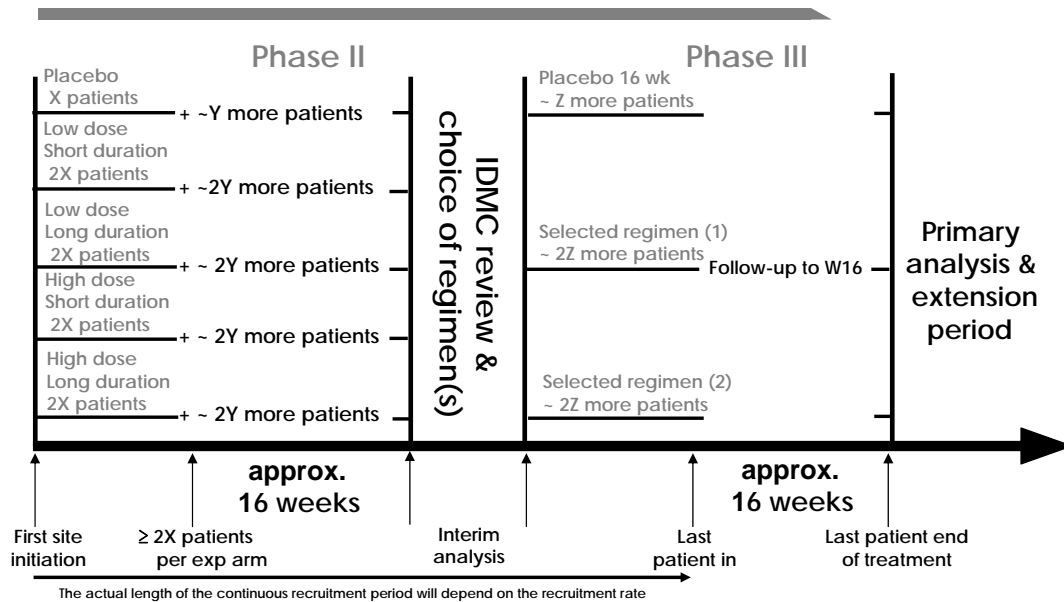 Phase II
Phase III
Placebo
X patients
+ ~Y more patients
Low dose
Short duration
2X patients
+ ~2Y more patients
Low dose
Long duration
2X patients
+ ~ 2Y more patients
High dose
Short duration
2X patients
+ ~ 2Y more patients
High dose
Long duration
2X patients
+ ~ 2Y more patients
IDMC review &
choice of regimen(s)
Placebo 16 wk
~ Z more patients
Selected regimen (1)
~ 2Z more patients
Follow-up to W16
Selected regimen (2)
~ 2Z more patients
Primary
analysis &
extension
period
approx.
16 weeks
approx.
16 weeks
First site
initiation
≥ 2X patients
per exp arm
Interim
analysis
Last
patient in
Last patient end
of treatment
The actual length of the continuous recruitment period will depend on the recruitment rate